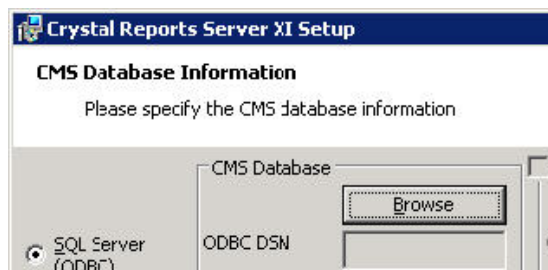 Crystal Reports Server XI Setup
CMS Database Information
Please specify the CMS database information
CMS Database
Browse
SQL Server
ODBC DSN
(ODBC)